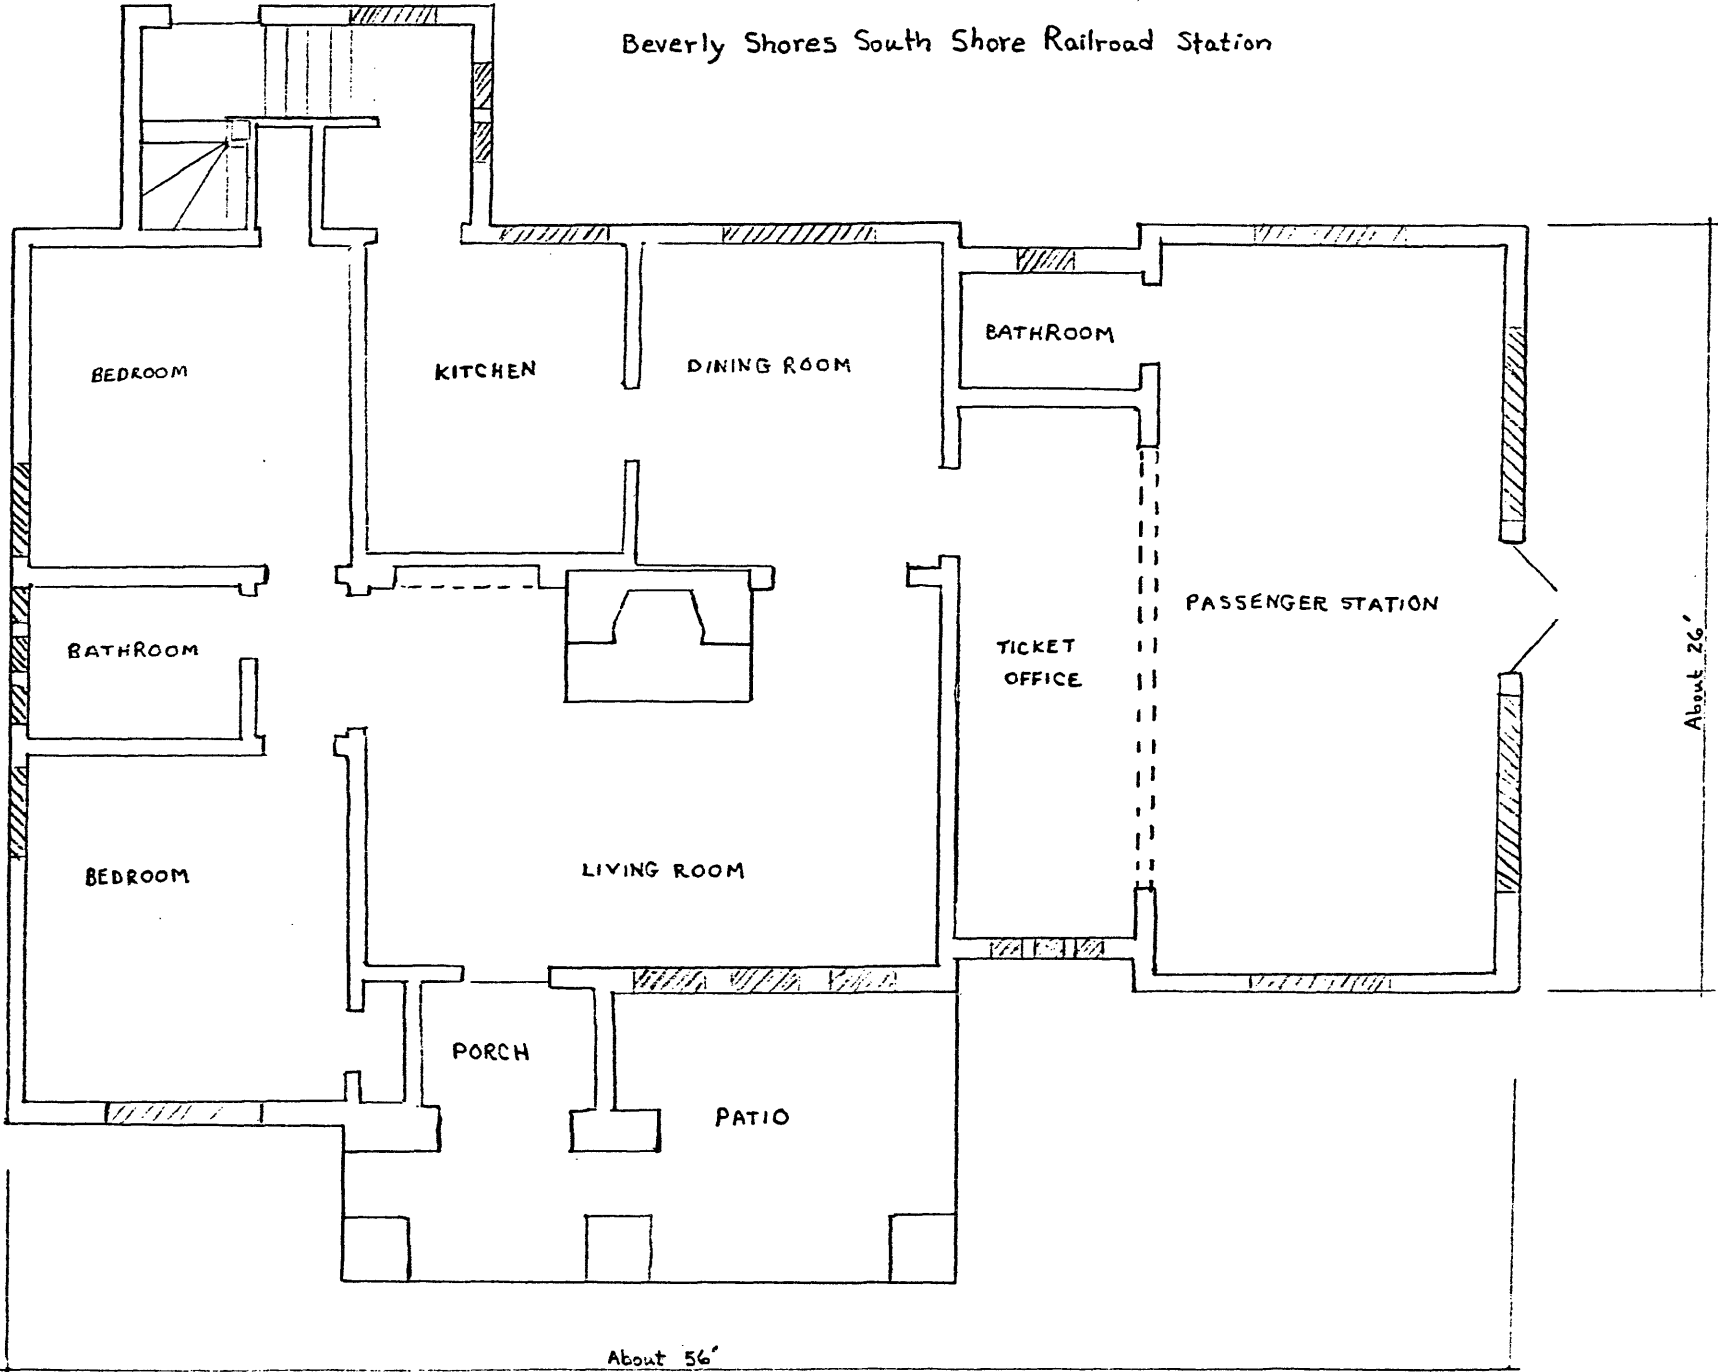 Beverly Shores South Shore Railroad Station
BATHROOM
BEDROOM
KITCHEN
DINING ROOM
PASSENGER STATION
BATHROOM
TICKET
OFFICE
About 26'
BEDROOM
LIVING ROOM
PORCH
PATIO
About 56'